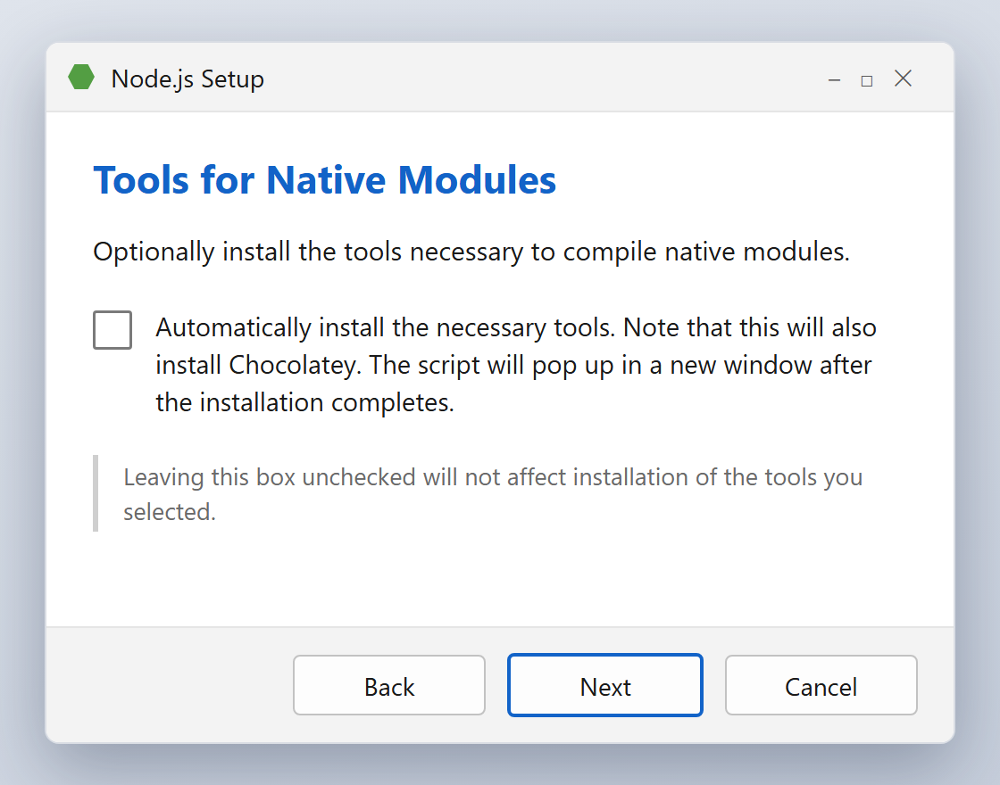 Node.js Setup
Tools for Native Modules
Optionally install the tools necessary to compile native modules.
Automatically install the necessary tools. Note that this will also
install Chocolatey. The script will pop up in a new window after
the installation completes.
Leaving this box unchecked will not affect installation of the tools you
selected.
Back
Next
Cancel